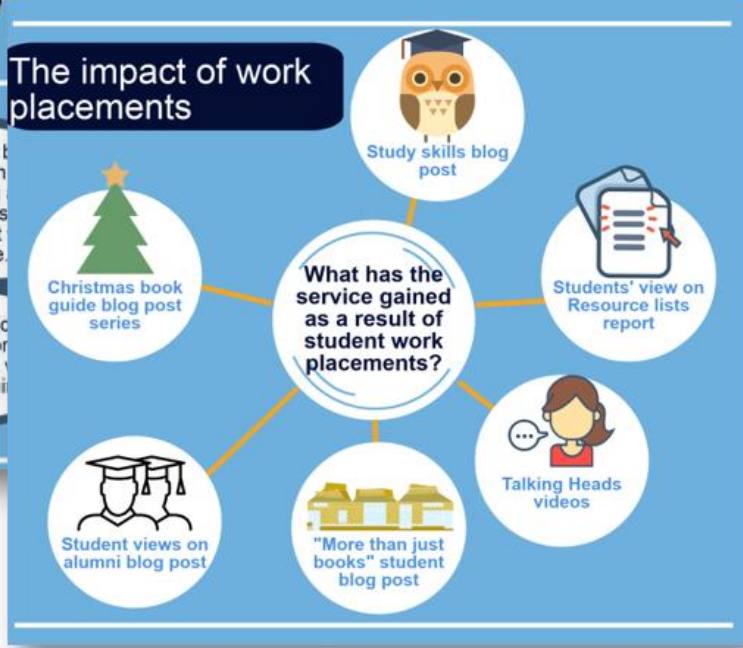 The impact of work
placements
Study skills blog
post
Christmas book
guide blog post
series
What has the
service gained
as a result of
student work
placements?
Students' view on
Resource lists
report
Talking Heads
videos
Student views on
alumni blog post
"More than just
books" student
blog post